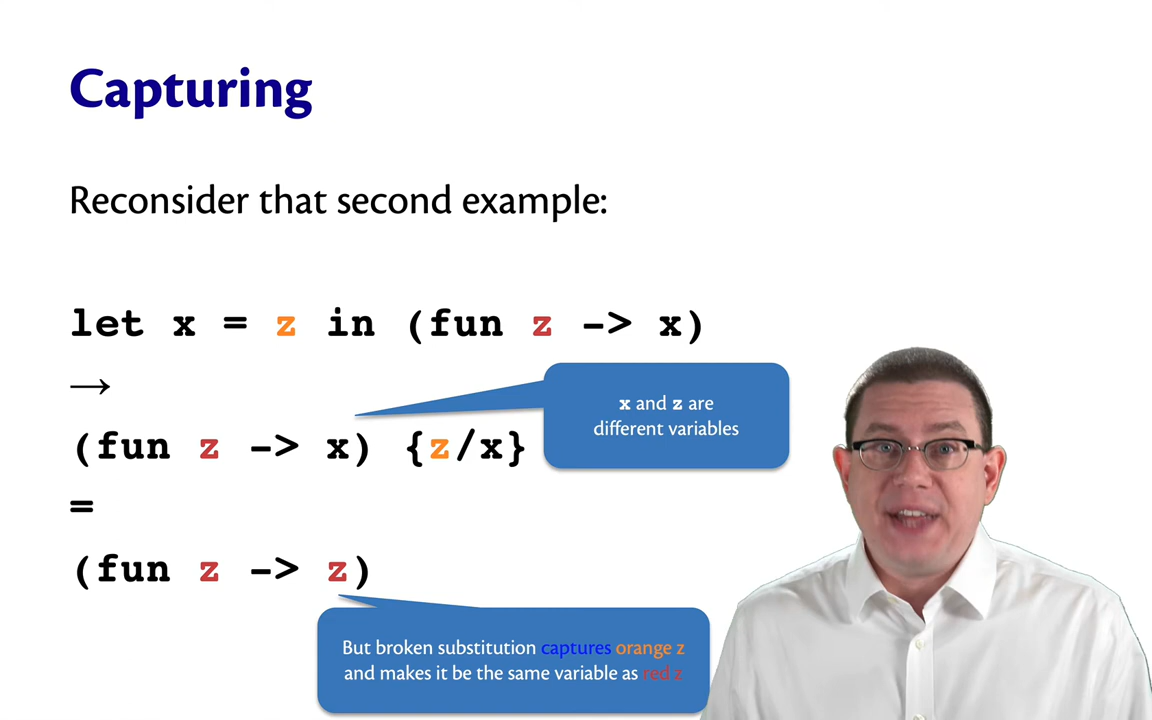 Capturing
Reconsider that second example:
let x = z in (fun z -> x)
→
x and z are
different variables
(fun z -> x) {z/x}
=
(fun z -> z)
But broken substitution captures orange z
and makes it be the same variable as red z